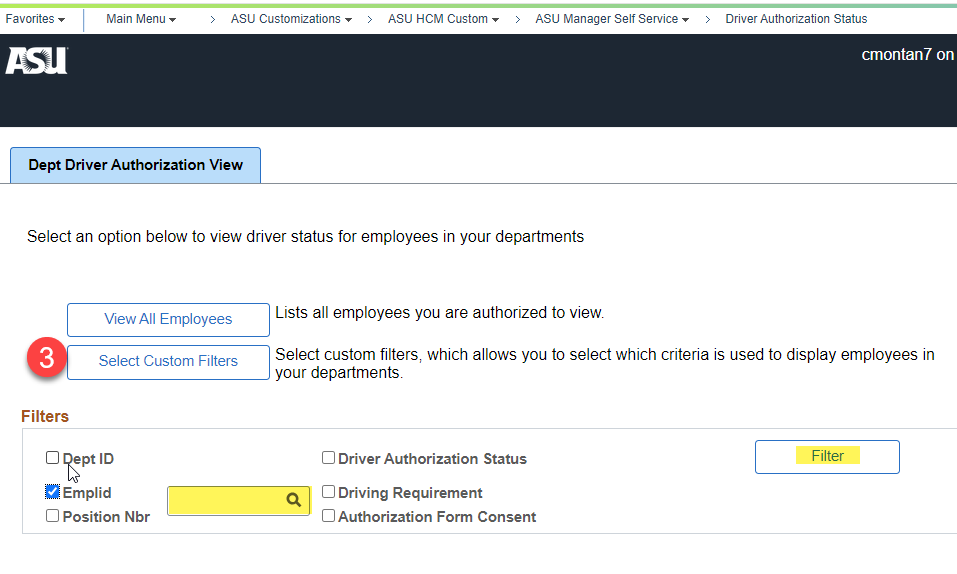 Favorites Main Menu > ASU Customizations > ASU HCM Custom > ASU Manager Self Service > Driver Authorization Status
ASU
cmontan7 on
Dept Driver Authorization View
Select an option below to view driver status for employees in your departments
View All Employees Lists all employees you are authorized to view.
3 Select Custom Filters Select custom filters, which allows you to select which criteria is used to display employees in
your departments.
Filters
Dept ID Driver Authorization Status Filter
Emplid Driving Requirement
Position Nbr Authorization Form Consent